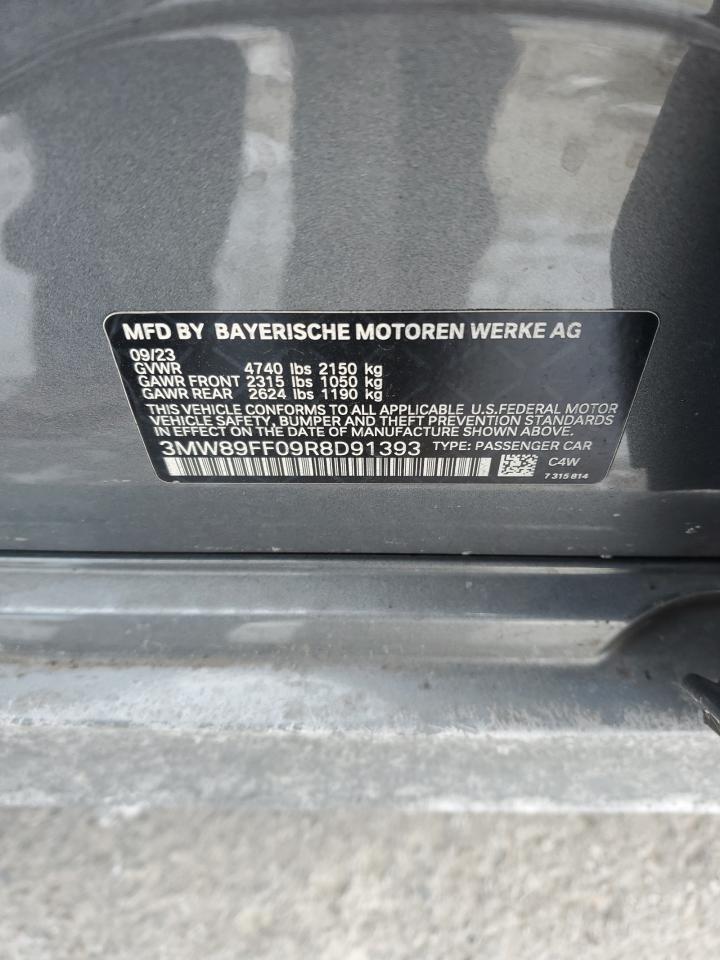 MFD BY BAYERISCHE MOTOREN WERKE AG
09/23
GVWR 4740 lbs 2150 kg
GAWR FRONT 2315 lbs 1050 kg
GAWR REAR 2624 lbs 1190 kg
THIS VEHICLE CONFORMS TO ALL APPLICABLE U.S.FEDERAL MOTOR
VEHICLE SAFETY, BUMPER, AND THEFT PREVENTION STANDARDS
IN EFFECT ON THE DATE OF MANUFACTURE SHOWN ABOVE.
3MW89FF09R8D91393 TYPE: PASSENGER CAR
C4W
7 315 814